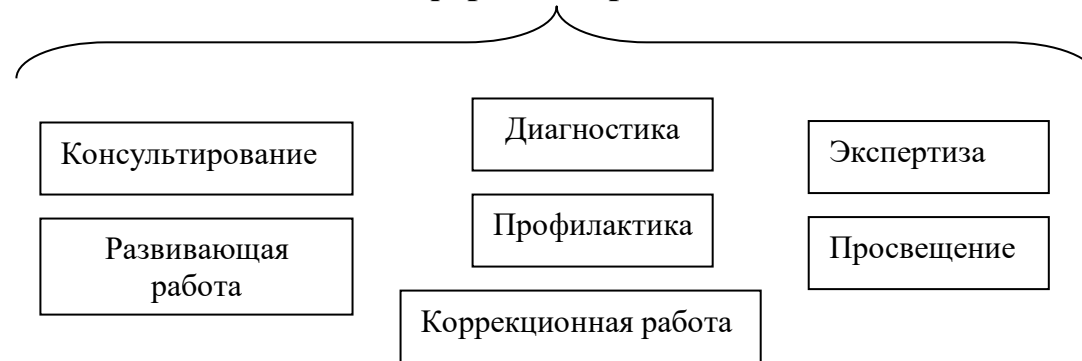 Консультирование
Развивающая
работа
Диагностика
Профилактика
Коррекционная работа
Экспертиза
Просвещение